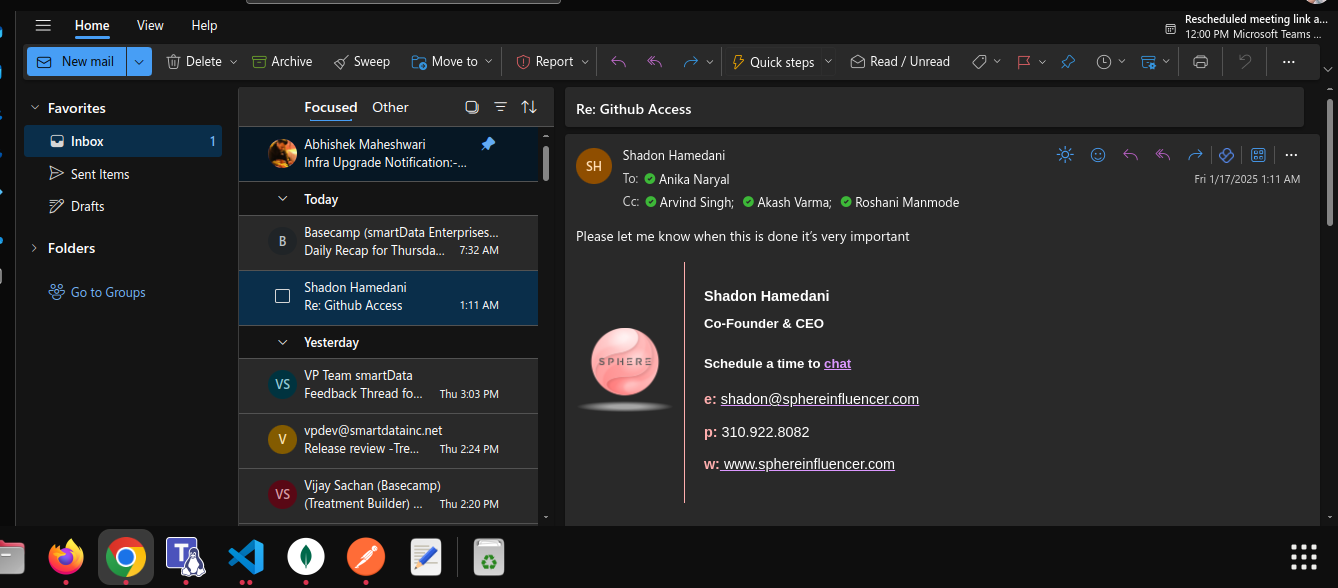 Home View Help
Rescheduled meeting link a...
12:00 PM Microsoft Teams ...
New mail Delete Archive Sweep Move to Report Quick steps Read / Unread
Favorites
Inbox 1
Sent Items
Drafts
Folders
Go to Groups
Focused Other
Abhishek Maheshwari
Infra Upgrade Notification:-...
Today
B
Basecamp (smartData Enterprises...
Daily Recap for Thursda... 7:32 AM
Shadon Hamedani
Re: Github Access 1:11 AM
Yesterday
VS
VP Team smartData
Feedback Thread fo... Thu 3:03 PM
V
vpdev@smartdatainc.net
Release review -Tre... Thu 2:24 PM
VS
Vijay Sachan (Basecamp)
(Treatment Builder) ... Thu 2:20 PM
Re: Github Access
SH
Shadon Hamedani
To: Anika Naryal
Fri 1/17/2025 1:11 AM
Cc: Arvind Singh; Akash Varma; Roshani Manmode
Please let me know when this is done it's very important
SPHERE
Shadon Hamedani
Co-Founder & CEO
Schedule a time to chat
e: shadon@sphereinfluencer.com
p: 310.922.8082
w: www.sphereinfluencer.com
T